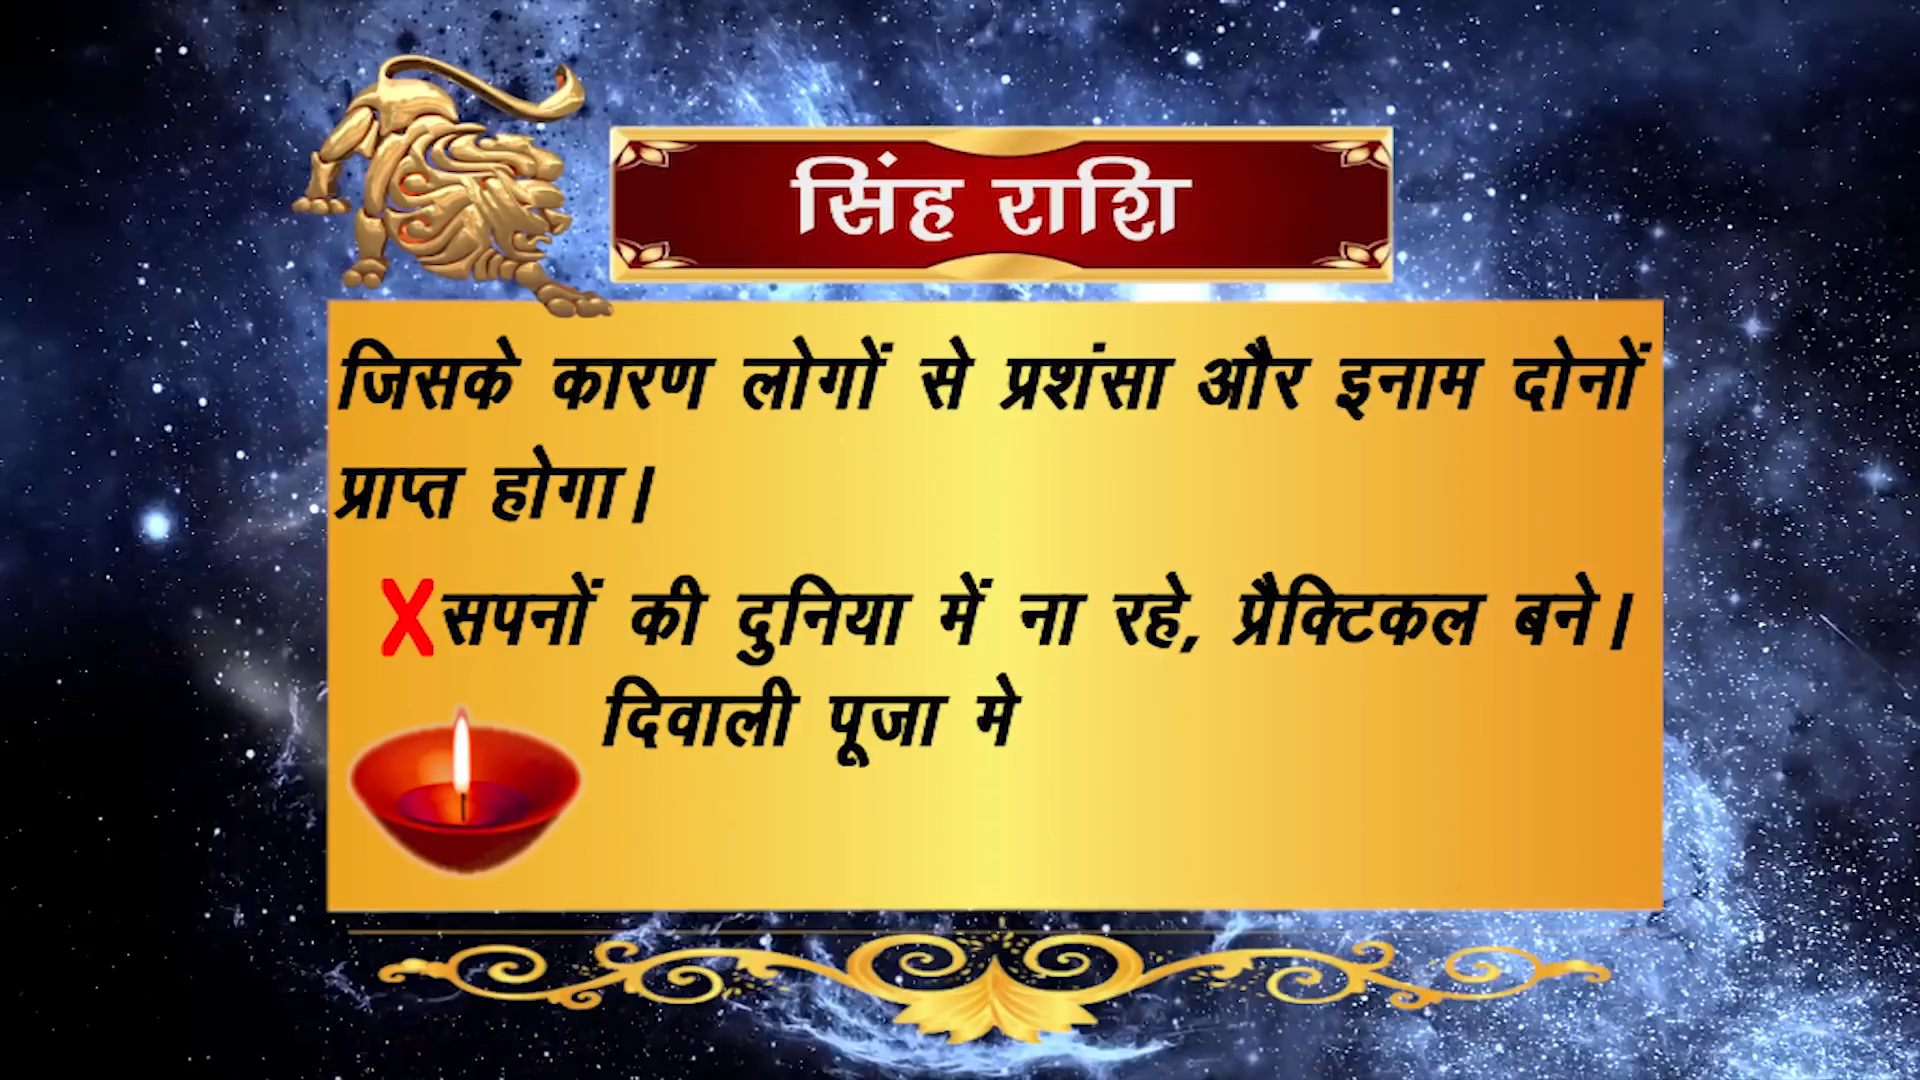 सिंह राशि
जिसके कारण लोगों से प्रशंसा और इनाम दोनों
प्राप्त होगा।
X सपनों की दुनिया में ना रहे, प्रैक्टिकल बने।
दिवाली पूजा मे